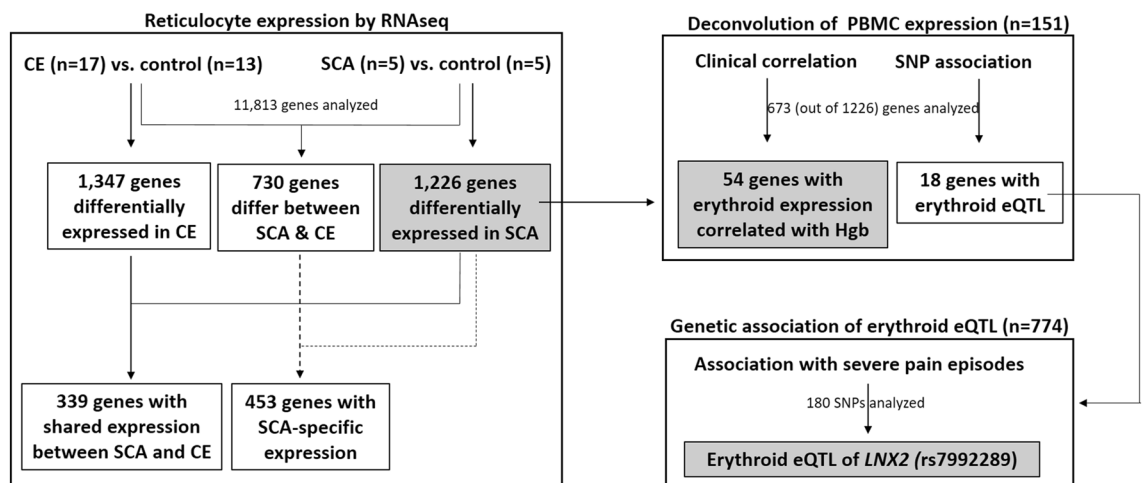 Reticulocyte expression by RNAseq
CE (n=17) vs. control (n=13)
SCA (n=5) vs. control (n=5)
11,813 genes analyzed
1,347 genes
differentially
expressed in CE
730 genes
differ between
SCA & CE
1,226 genes
differentially
expressed in SCA
339 genes with
shared expression
between SCA and CE
453 genes with
SCA-specific
expression
Deconvolution of PBMC expression (n=151)
Clinical correlation
SNP association
673 (out of 1226) genes analyzed
54 genes with
erythroid expression
correlated with Hgb
18 genes with
erythroid eQTL
Genetic association of erythroid eQTL (n=774)
Association with severe pain episodes
180 SNPs analyzed
Erythroid eQTL of LNX2 (rs7992289)